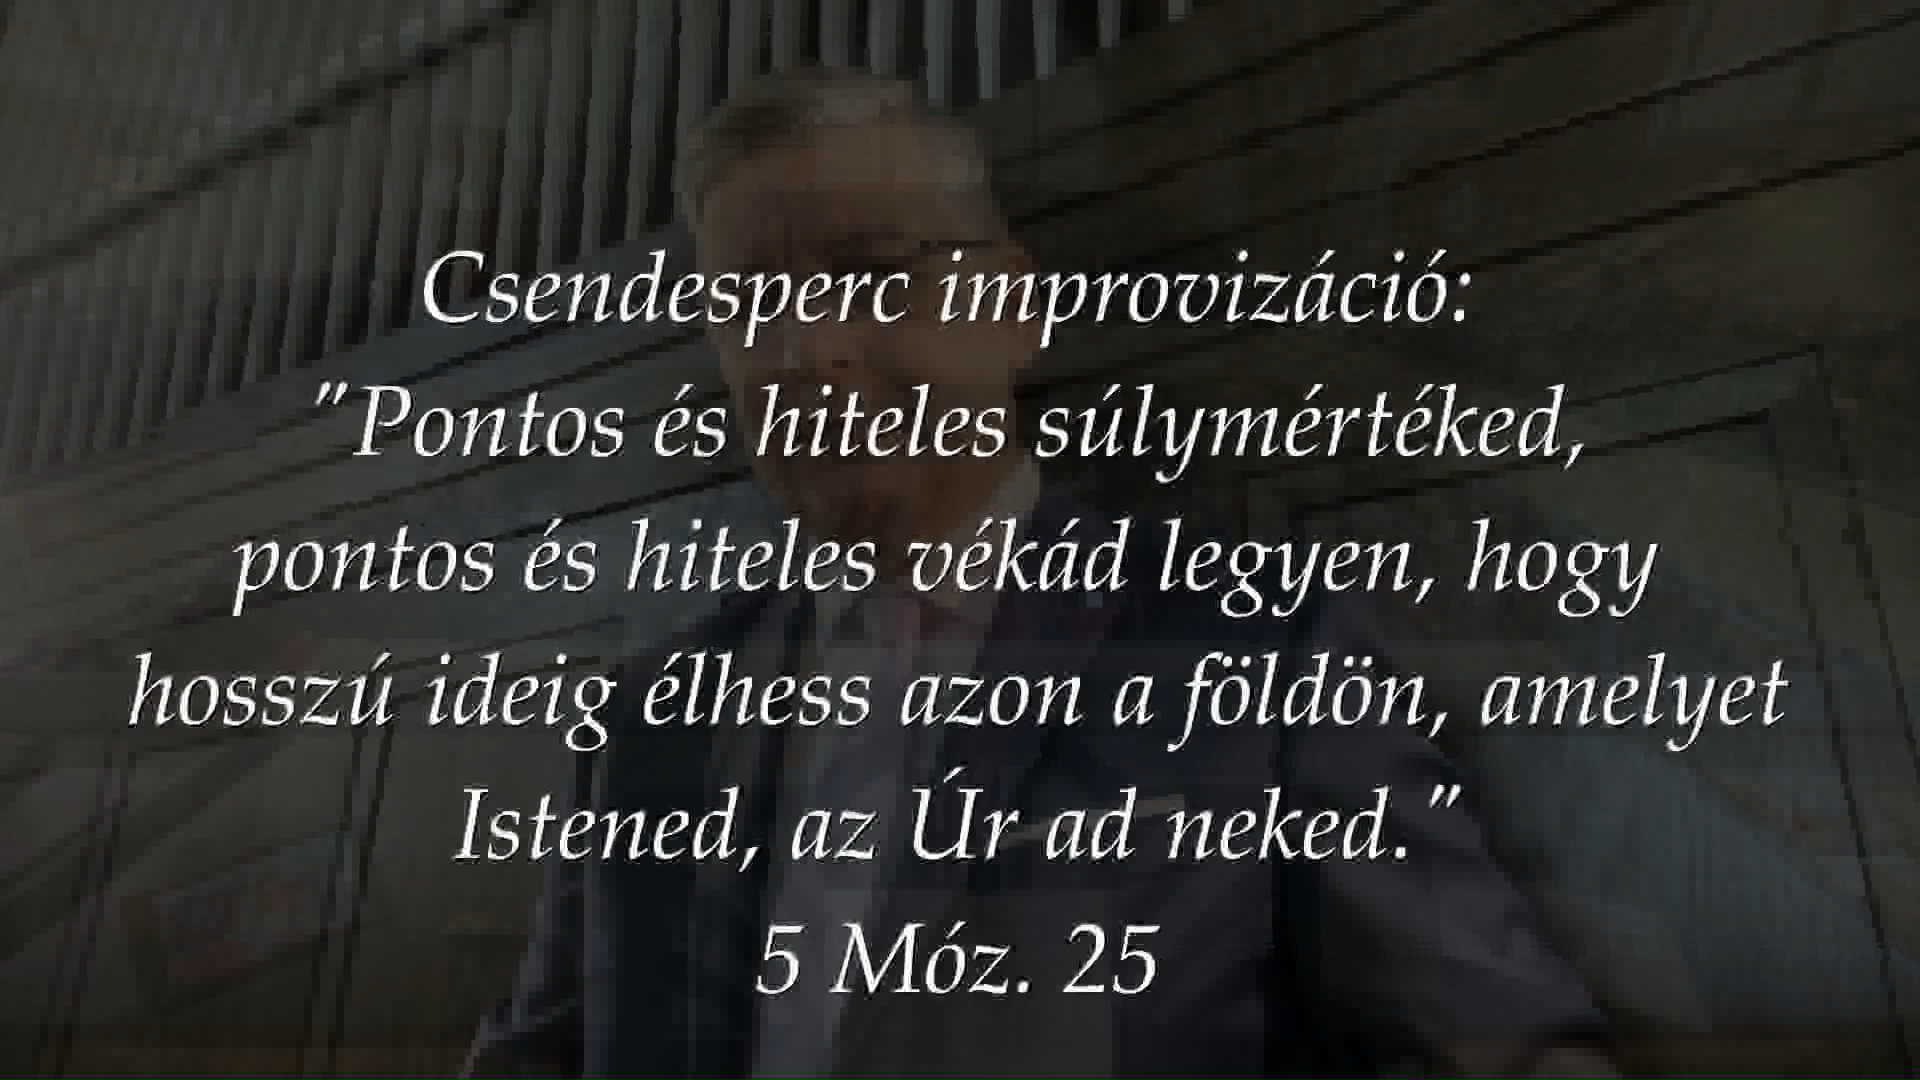 Csendesperc improvizáció:
"Pontos és hiteles súlymértéked,
pontos és hiteles vékád legyen, hogy
hosszú ideig élhess azon a földön, amelyet
Istened, az Úr ad neked."
5 Móz. 25